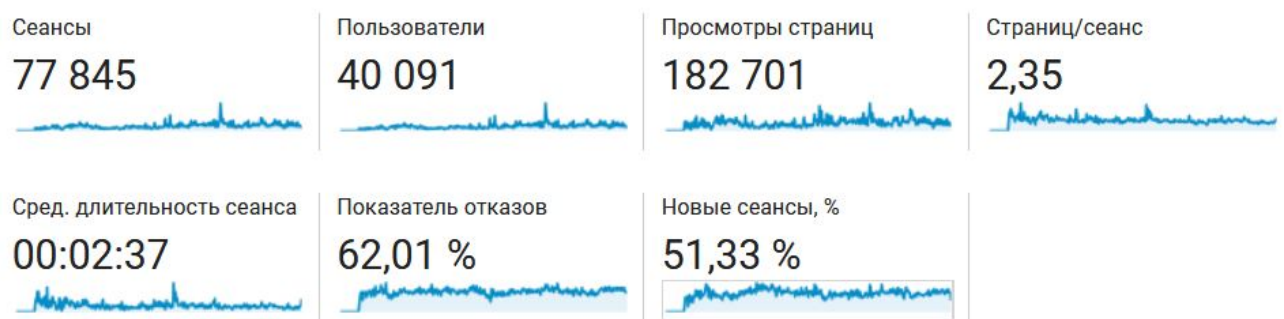 Сеансы
77 845
Пользователи
40 091
Просмотры страниц
182 701
Страниц/сеанс
2,35
Сред. длительность сеанса
00:02:37
Показатель отказов
62,01 %
Новые сеансы, %
51,33 %